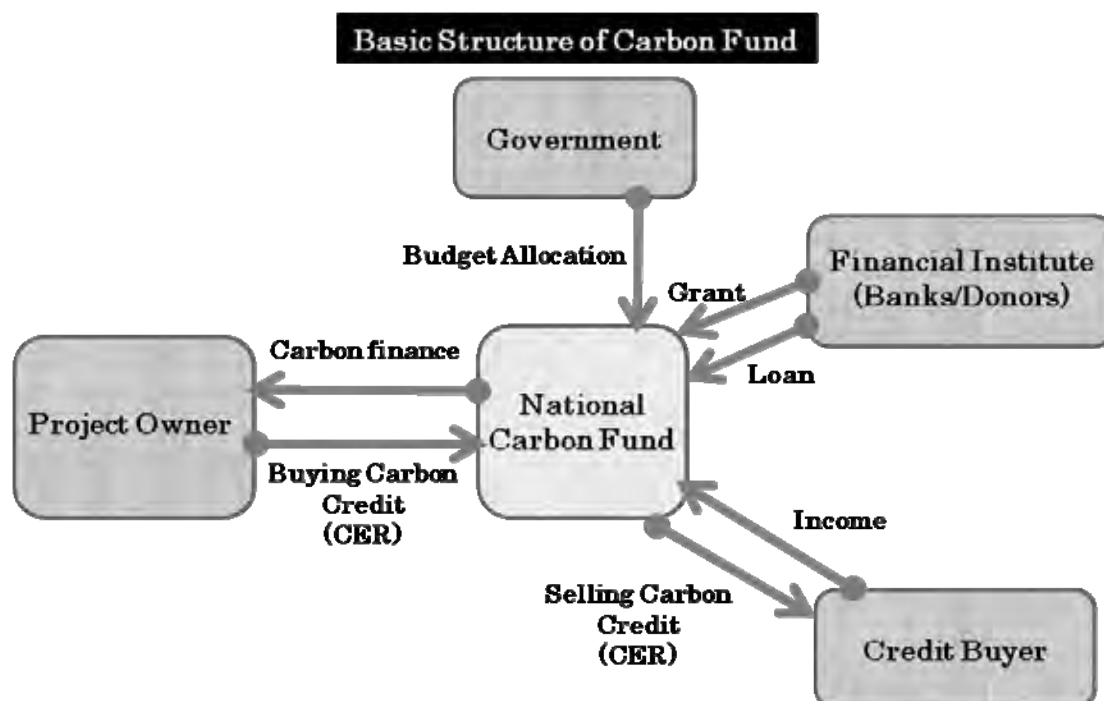 Basic Structure of Carbon Fund
Government
Budget Allocation
Financial Institute
(Banks/Donors)
Grant
Loan
Carbon finance
Project Owner
National
Carbon Fund
Buying Carbon
Credit
(CER)
Income
Selling Carbon
Credit
(CER)
Credit Buyer